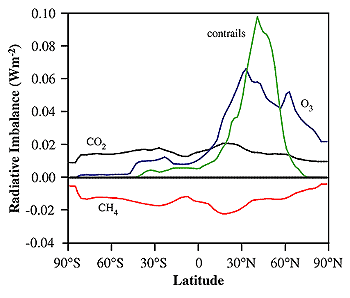 Radiative Imbalance (Wm-2)
0.10
0.08
0.06
0.04
0.02
0.00
-0.02
-0.04
contrails
O3
CO2
CH4
90°S 60°S 30°S 0 30°N 60°N 90°N
Latitude